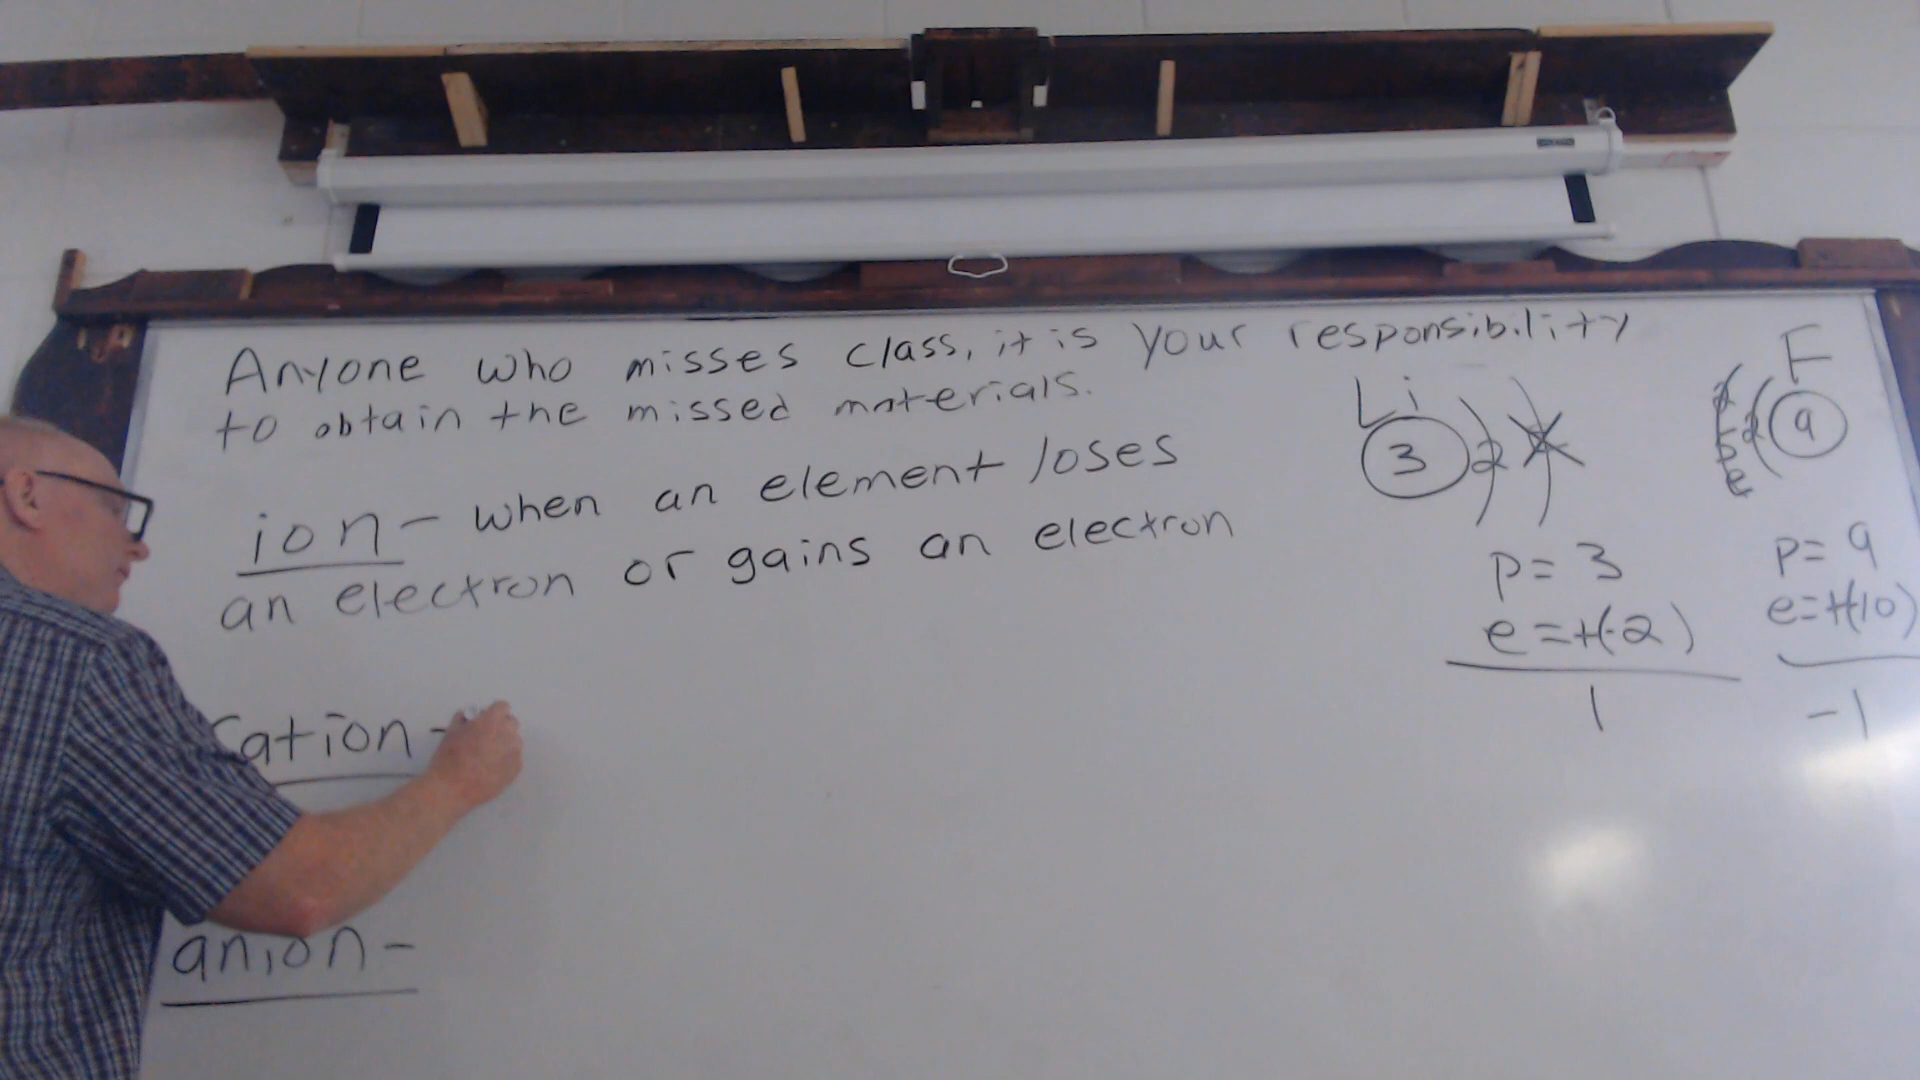 Anyone who misses class, it is your responsibility
to obtain the missed materials.
ion - when an element loses
an electron or gains an electron
cation -
anion -
Li
3 2
p = 3
e = +(-2)
1
F
2 9
p = 9
e = +(-10)
-1